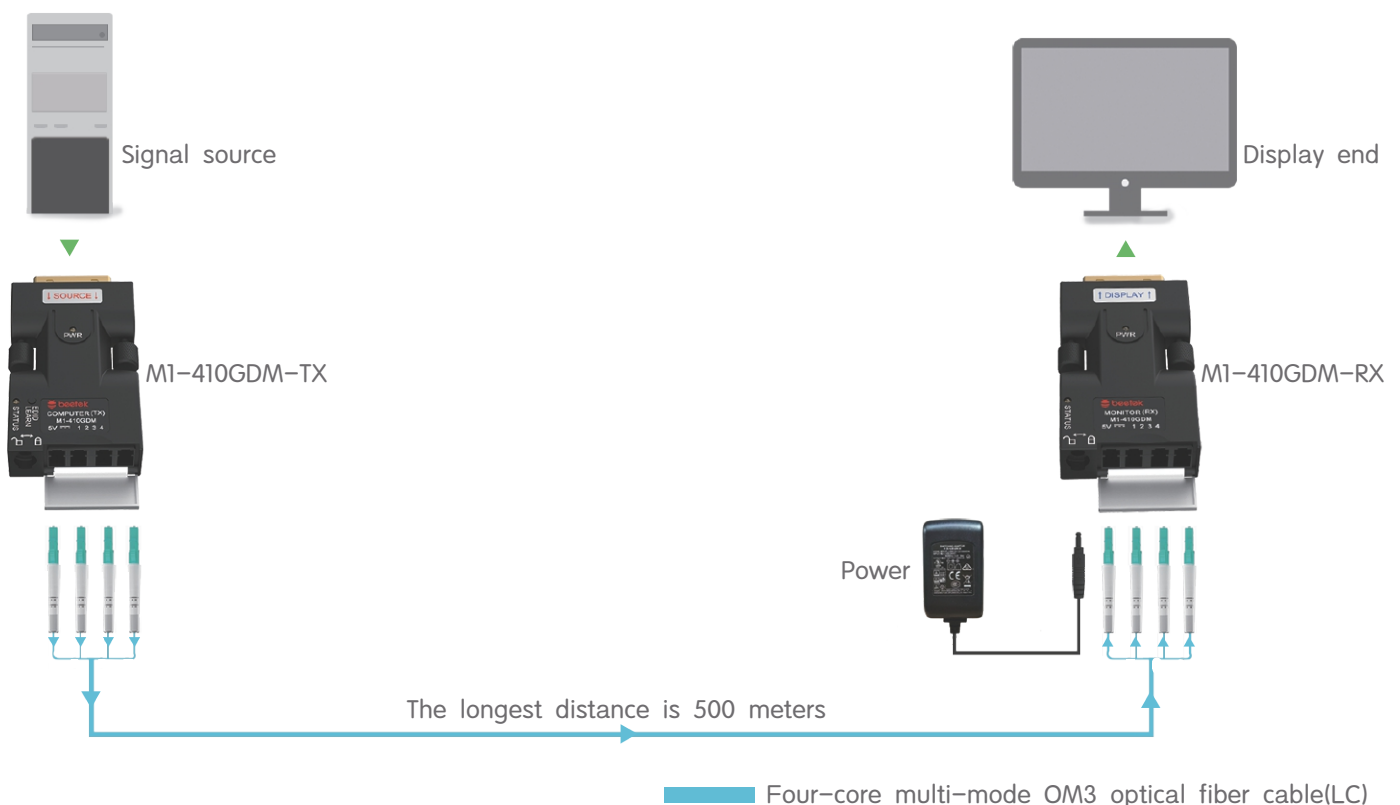 Signal source
Display end
↓ SOURCE ↓
PWR
M1-410GDM-TX
STATUS
EDID LEARN
beetek
COMPUTER (TX)
M1-410GDM
5V 1 2 3 4
↑ DISPLAY ↑
PWR
M1-410GDM-RX
STATUS
beetek
MONITOR (RX)
M1-410GDM
5V 1 2 3 4
Power
The longest distance is 500 meters
Four-core multi-mode OM3 optical fiber cable(LC)